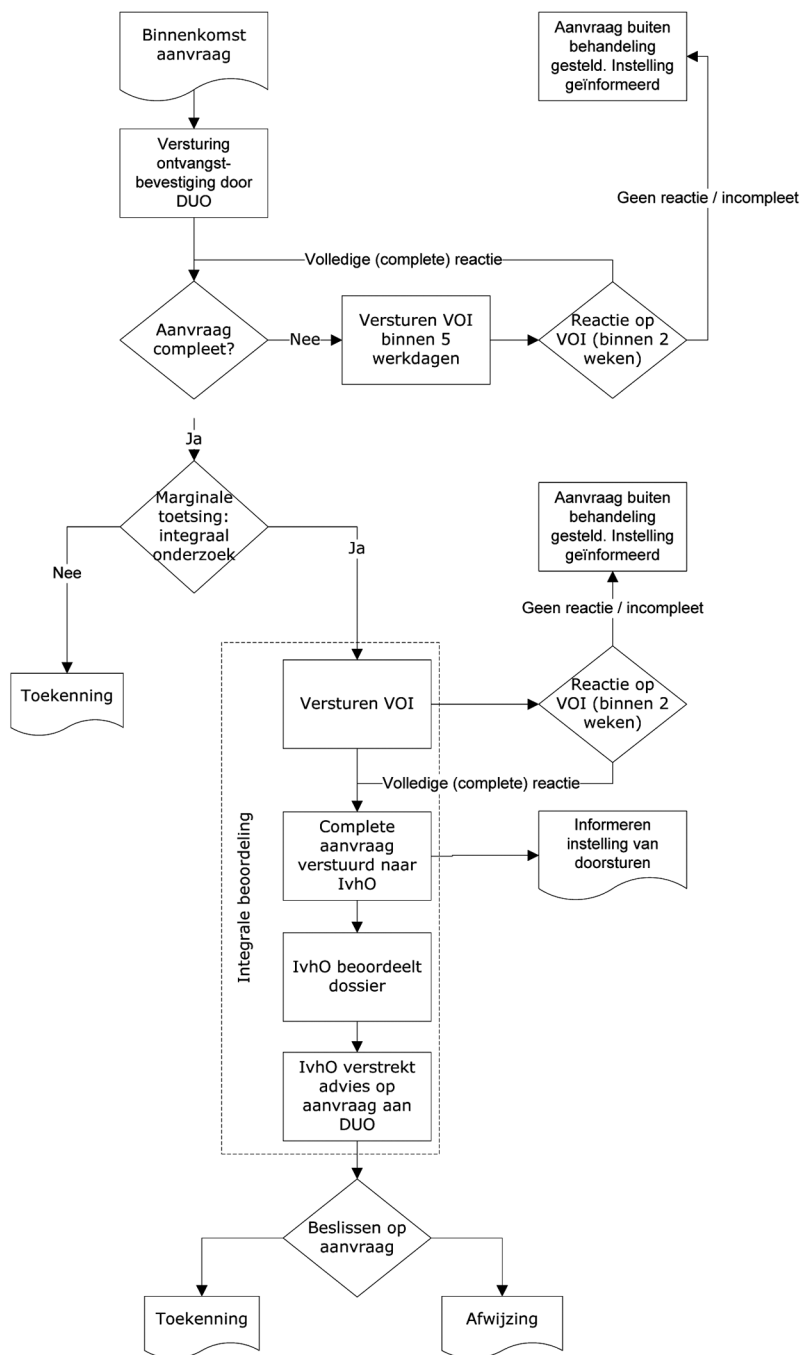 Binnenkomst
aanvraag
Aanvraag buiten
behandeling
gesteld. Instelling
geïnformeerd
Versturing
ontvangst-
bevestiging door
DUO
Geen reactie / incompleet
Volledige (complete) reactie
Aanvraag
compleet?
Nee
Versturen VOI
binnen 5
werkdagen
Reactie op
VOI (binnen 2
weken)
Ja
Marginale
toetsing:
integraal
onderzoek
Nee
Ja
Aanvraag buiten
behandeling
gesteld. Instelling
geïnformeerd
Geen reactie / incompleet
Toekenning
Versturen VOI
Reactie op
VOI (binnen 2
weken)
Volledige (complete) reactie
Integrale beoordeling
Complete
aanvraag
verstuurd naar
IvhO
Informeren
instelling van
doorsturen
IvhO beoordeelt
dossier
IvhO verstrekt
advies op
aanvraag aan
DUO
Beslissen op
aanvraag
Toekenning
Afwijzing